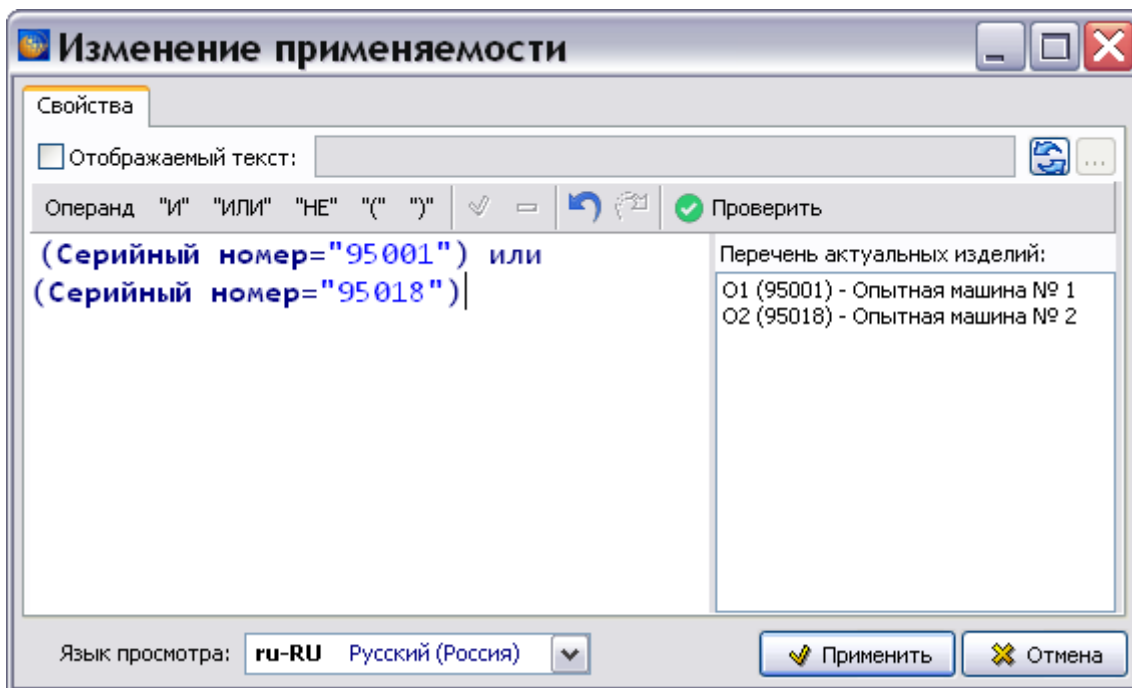 Изменение применяемости
Свойства
Отображаемый текст:
...
Операнд "И" "ИЛИ" "НЕ" "(" ")" Проверить
(Серийный номер="95001") или
(Серийный номер="95018")
Перечень актуальных изделий:
О1 (95001) - Опытная машина № 1
О2 (95018) - Опытная машина № 2
Язык просмотра: ru-RU Русский (Россия) Применить Отмена